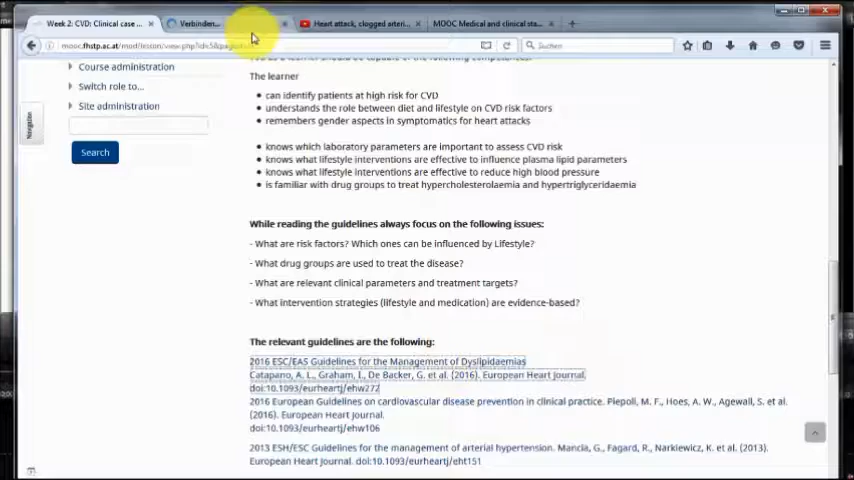 Week 2: CVD: Clinical case ...
Verbinden...
Heart attack, clogged arteri...
MOOC Medical and clinical sta...
mooc.fhstp.ac.at/mod/lesson/view.php?id=
Suchen
Course administration
Switch role to...
Site administration
Search
Navigation
The learner
• can identify patients at high risk for CVD
• understands the role between diet and lifestyle on CVD risk factors
• remembers gender aspects in symptomatics for heart attacks
• knows which laboratory parameters are important to assess CVD risk
• knows what lifestyle interventions are effective to influence plasma lipid parameters
• knows what lifestyle interventions are effective to reduce high blood pressure
• is familiar with drug groups to treat hypercholesterolaemia and hypertriglyceridaemia
While reading the guidelines always focus on the following issues:
- What are risk factors? Which ones can be influenced by Lifestyle?
- What drug groups are used to treat the disease?
- What are relevant clinical parameters and treatment targets?
- What intervention strategies (lifestyle and medication) are evidence-based?
The relevant guidelines are the following:
2016 ESC/EAS Guidelines for the Management of Dyslipidaemias
Catapano, A. L., Graham, I., De Backer, G. et al. (2016). European Heart Journal.
doi:10.1093/eurheartj/ehw272
2016 European Guidelines on cardiovascular disease prevention in clinical practice. Piepoli, M. F., Hoes, A. W., Agewall, S. et al.
(2016). European Heart Journal.
doi:10.1093/eurheartj/ehw106
2013 ESH/ESC Guidelines for the management of arterial hypertension. Mancia, G., Fagard, R., Narkiewicz, K. et al. (2013).
European Heart Journal. doi:10.1093/eurheartj/eht151